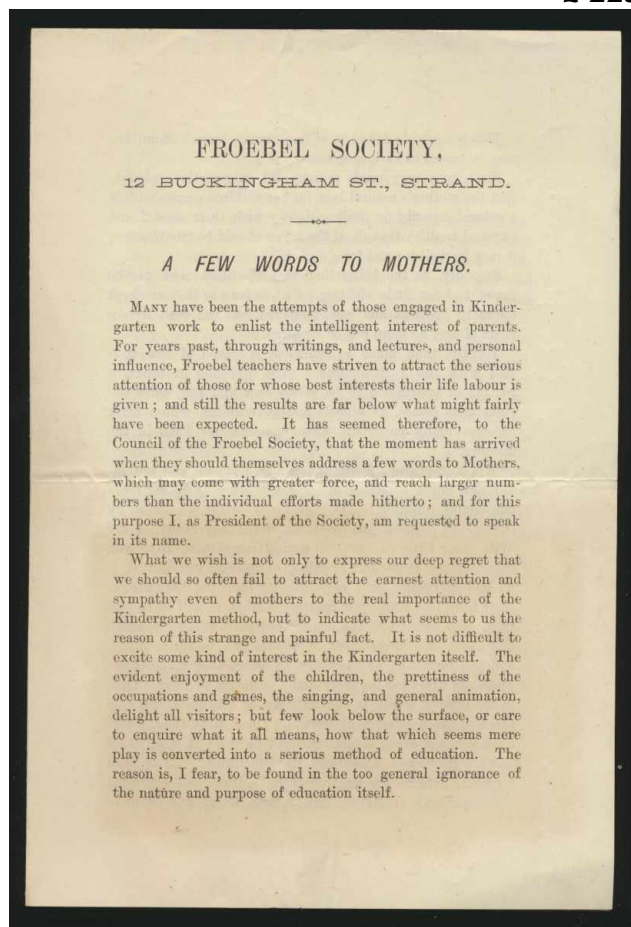 FROEBEL SOCIETY,
12 BUCKINGHAM ST., STRAND.
A FEW WORDS TO MOTHERS.
MANY have been the attempts of those engaged in Kinder-
garten work to enlist the intelligent interest of parents.
For years past, through writings, and lectures, and personal
influence, Froebel teachers have striven to attract the serious
attention of those for whose best interests their life labour is
given ; and still the results are far below what might fairly
have been expected. It has seemed therefore, to the
Council of the Froebel Society, that the moment has arrived
when they should themselves address a few words to Mothers,
which may come with greater force, and reach larger num-
bers than the individual efforts made hitherto ; and for this
purpose I, as President of the Society, am requested to speak
in its name.
What we wish is not only to express our deep regret that
we should so often fail to attract the earnest attention and
sympathy even of mothers to the real importance of the
Kindergarten method, but to indicate what seems to us the
reason of this strange and painful fact. It is not difficult to
excite some kind of interest in the Kindergarten itself. The
evident enjoyment of the children, the prettiness of the
occupations and games, the singing, and general animation,
delight all visitors ; but few look below the surface, or care
to enquire what it all means, how that which seems mere
play is converted into a serious method of education. The
reason is, I fear, to be found in the too general ignorance of
the nature and purpose of education itself.